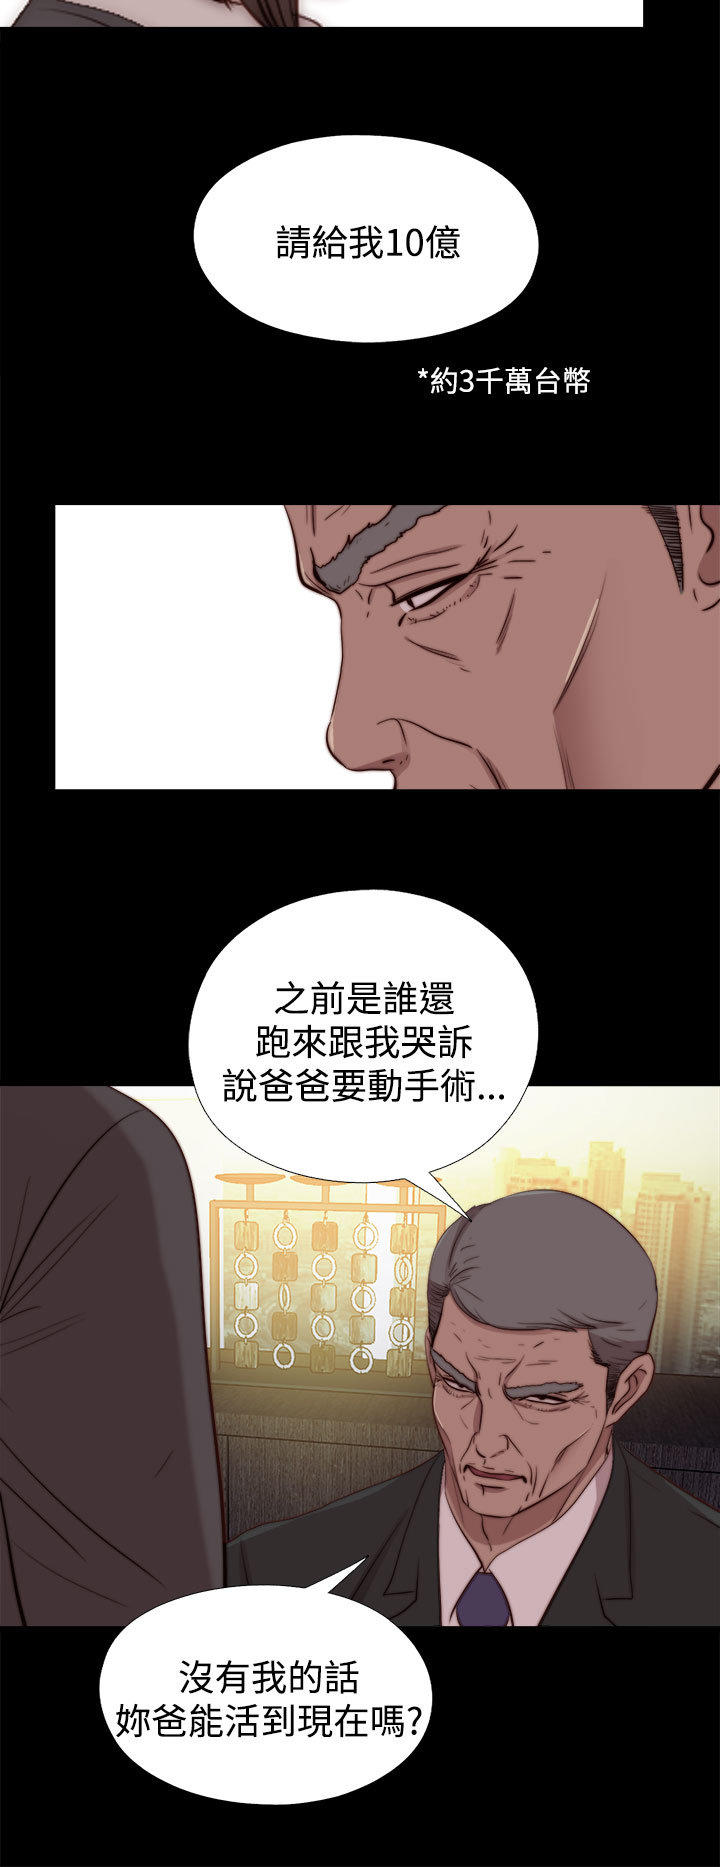 請給我10億
*約3千萬台幣
之前是誰還
跑來跟我哭訴
說爸爸要動手術...
沒有我的話
妳爸能活到現在嗎?